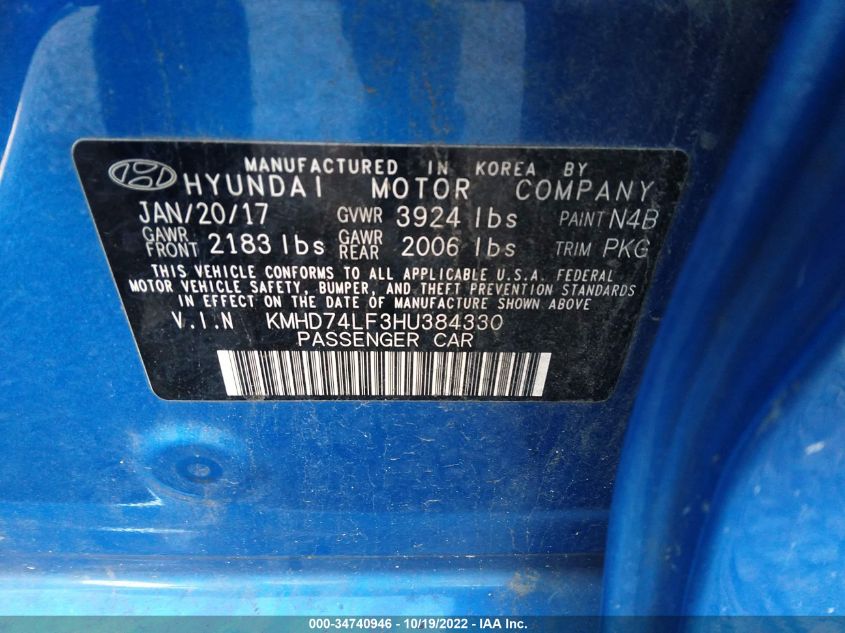 MANUFACTURED IN KOREA BY
HYUNDAI MOTOR COMPANY
JAN/20/17 GVWR 3924 lbs PAINT N4B
GAWR FRONT 2183 lbs GAWR REAR 2006 lbs TRIM PKG
THIS VEHICLE CONFORMS TO ALL APPLICABLE U.S.A. FEDERAL
MOTOR VEHICLE SAFETY, BUMPER, AND THEFT PREVENTION STANDARDS
IN EFFECT ON THE DATE OF MANUFACTURE SHOWN ABOVE
V.I.N KMHD74LF3HU384330
PASSENGER CAR
000-34740946 - 10/19/2022 - IAA Inc.